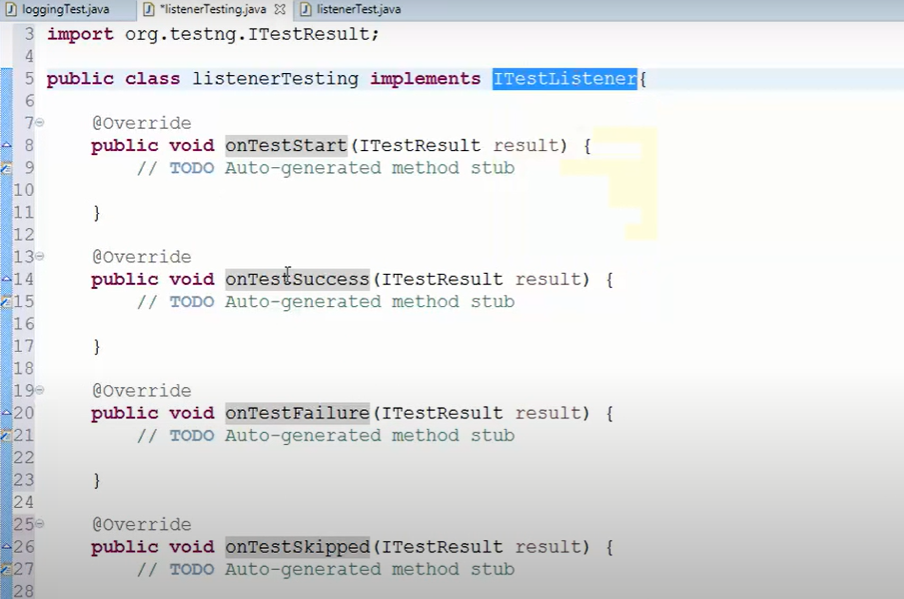 loggingTest.java *listenerTesting.java listenerTest.java
3 import org.testng.ITestResult;
4
5 public class listenerTesting implements ITestListener{
6
7 @Override
8 public void onTestStart(ITestResult result) {
9 // TODO Auto-generated method stub
10
11 }
12
13 @Override
14 public void onTestSuccess(ITestResult result) {
15 // TODO Auto-generated method stub
16
17 }
18
19 @Override
20 public void onTestFailure(ITestResult result) {
21 // TODO Auto-generated method stub
22
23 }
24
25 @Override
26 public void onTestSkipped(ITestResult result) {
27 // TODO Auto-generated method stub
28